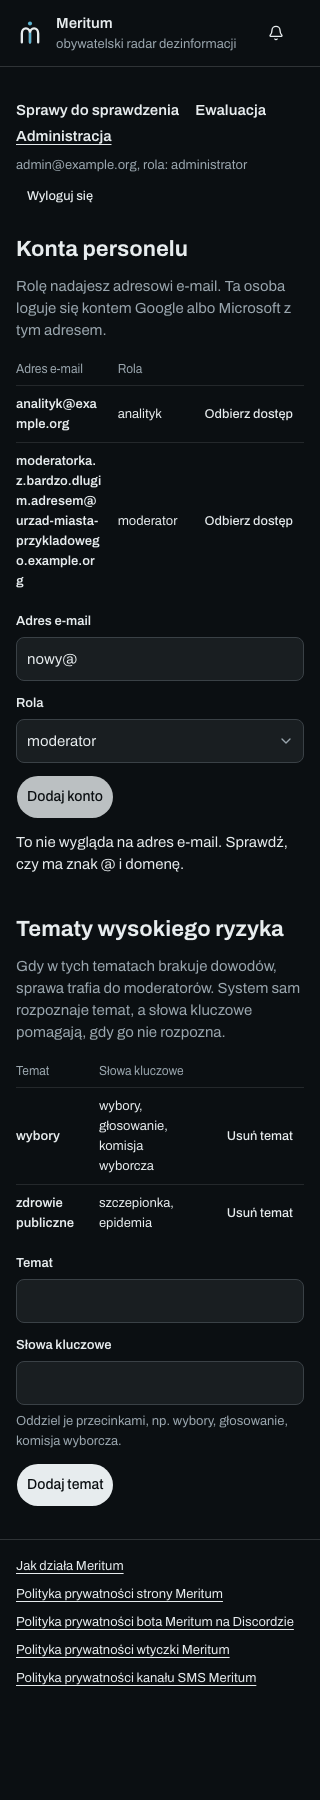 Meritum
obywatelski radar dezinformacji
Sprawy do sprawdzenia Ewaluacja
Administracja
admin@example.org, rola: administrator
Wyloguj się
Konta personelu
Rolę nadajesz adresowi e-mail. Ta osoba
loguje się kontem Google albo Microsoft z
tym adresem.
Adres e-mail Rola
analityk@exa
mple.org
analityk
Odbierz dostęp
moderatorka.
z.bardzo.dlugi
m.adresem@
urzad-miasta-
przykladoweg
o.example.or
g
moderator
Odbierz dostęp
Adres e-mail
nowy@
Rola
moderator
Dodaj konto
To nie wygląda na adres e-mail. Sprawdź,
czy ma znak @ i domenę.
Tematy wysokiego ryzyka
Gdy w tych tematach brakuje dowodów,
sprawa trafia do moderatorów. System sam
rozpoznaje temat, a słowa kluczowe
pomagają, gdy go nie rozpozna.
Temat Słowa kluczowe
wybory
wybory,
głosowanie,
komisja
wyborcza
Usuń temat
zdrowie
publiczne
szczepionka,
epidemia
Usuń temat
Temat
Słowa kluczowe
Oddziel je przecinkami, np. wybory, głosowanie,
komisja wyborcza.
Dodaj temat
Jak działa Meritum
Polityka prywatności strony Meritum
Polityka prywatności bota Meritum na Discordzie
Polityka prywatności wtyczki Meritum
Polityka prywatności kanału SMS Meritum